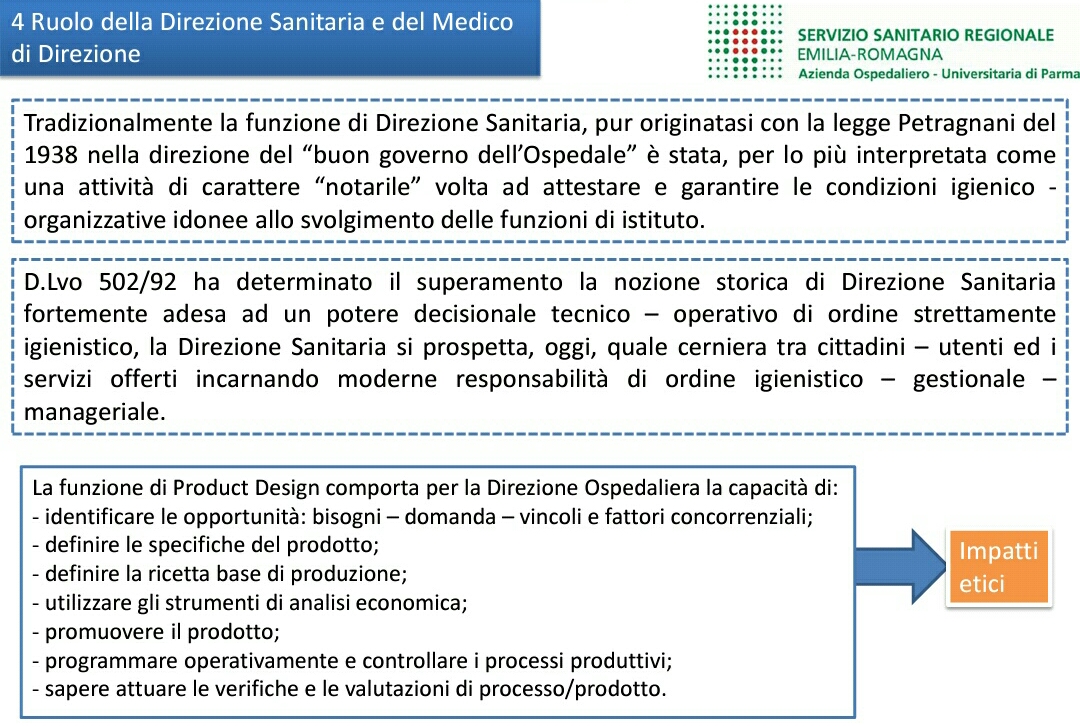 4 Ruolo della Direzione Sanitaria e del Medico
di Direzione
SERVIZIO SANITARIO REGIONALE
EMILIA-ROMAGNA
Azienda Ospedaliero - Universitaria di Parma
Tradizionalmente la funzione di Direzione Sanitaria, pur originatasi con la legge Petragnani del
1938 nella direzione del “buon governo dell’Ospedale” è stata, per lo più interpretata come
una attività di carattere “notarile” volta ad attestare e garantire le condizioni igienico -
organizzative idonee allo svolgimento delle funzioni di istituto.
D.Lvo 502/92 ha determinato il superamento la nozione storica di Direzione Sanitaria
fortemente adesa ad un potere decisionale tecnico – operativo di ordine strettamente
igienistico, la Direzione Sanitaria si prospetta, oggi, quale cerniera tra cittadini – utenti ed i
servizi offerti incarnando moderne responsabilità di ordine igienistico – gestionale –
manageriale.
La funzione di Product Design comporta per la Direzione Ospedaliera la capacità di:
- identificare le opportunità: bisogni – domanda – vincoli e fattori concorrenziali;
- definire le specifiche del prodotto;
- definire la ricetta base di produzione;
- utilizzare gli strumenti di analisi economica;
- promuovere il prodotto;
- programmare operativamente e controllare i processi produttivi;
- sapere attuare le verifiche e le valutazioni di processo/prodotto.
Impatti
etici